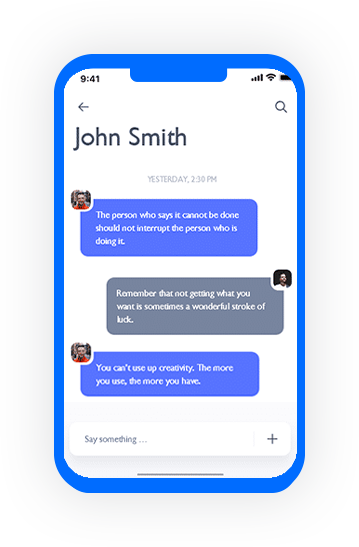 9:41
John Smith
YESTERDAY, 2:30 PM
The person who says it cannot be done
should not interrupt the person who is
doing it.
Remember that not getting what you
want is sometimes a wonderful stroke of
luck.
You can't use up creativity. The more
you use, the more you have.
Say something ...